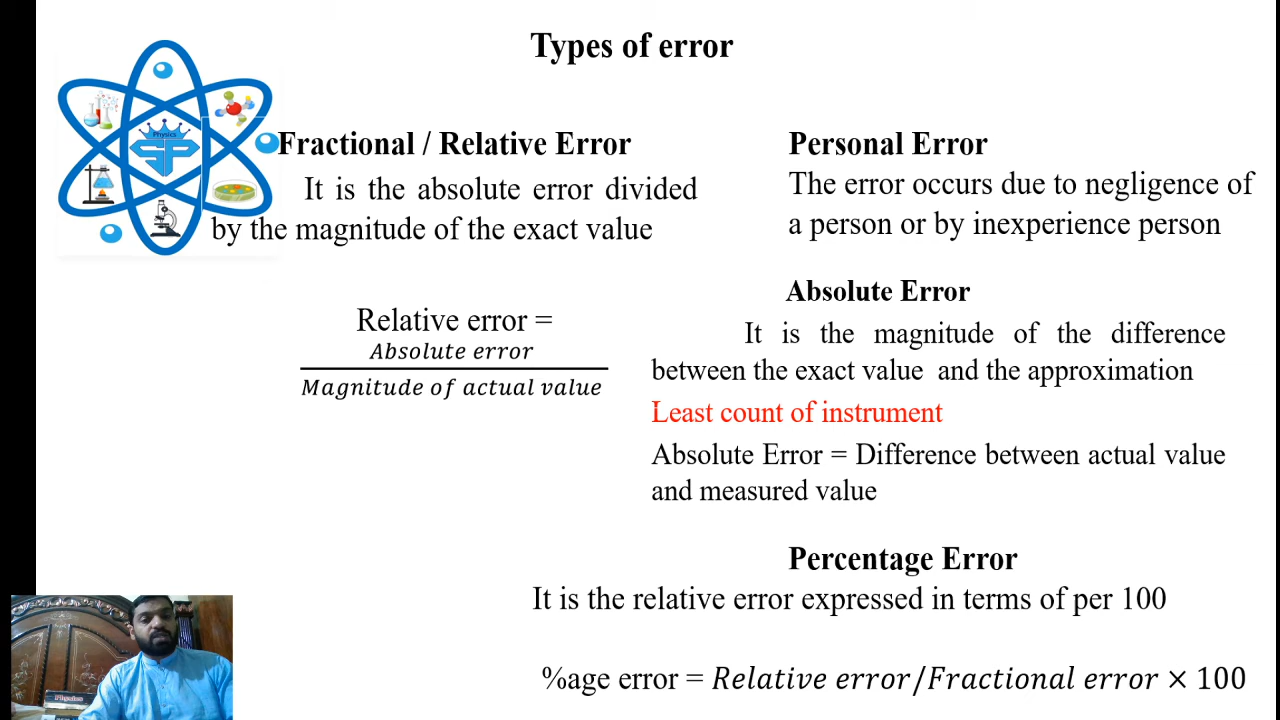 Types of error
Physics
SP
Fractional / Relative Error
It is the absolute error divided
by the magnitude of the exact value
Relative error =
Absolute error
Magnitude of actual value
Personal Error
The error occurs due to negligence of
a person or by inexperience person
Absolute Error
It is the magnitude of the difference
between the exact value and the approximation
Least count of instrument
Absolute Error = Difference between actual value
and measured value
Percentage Error
It is the relative error expressed in terms of per 100
%age error = Relative error/Fractional error × 100
Physics